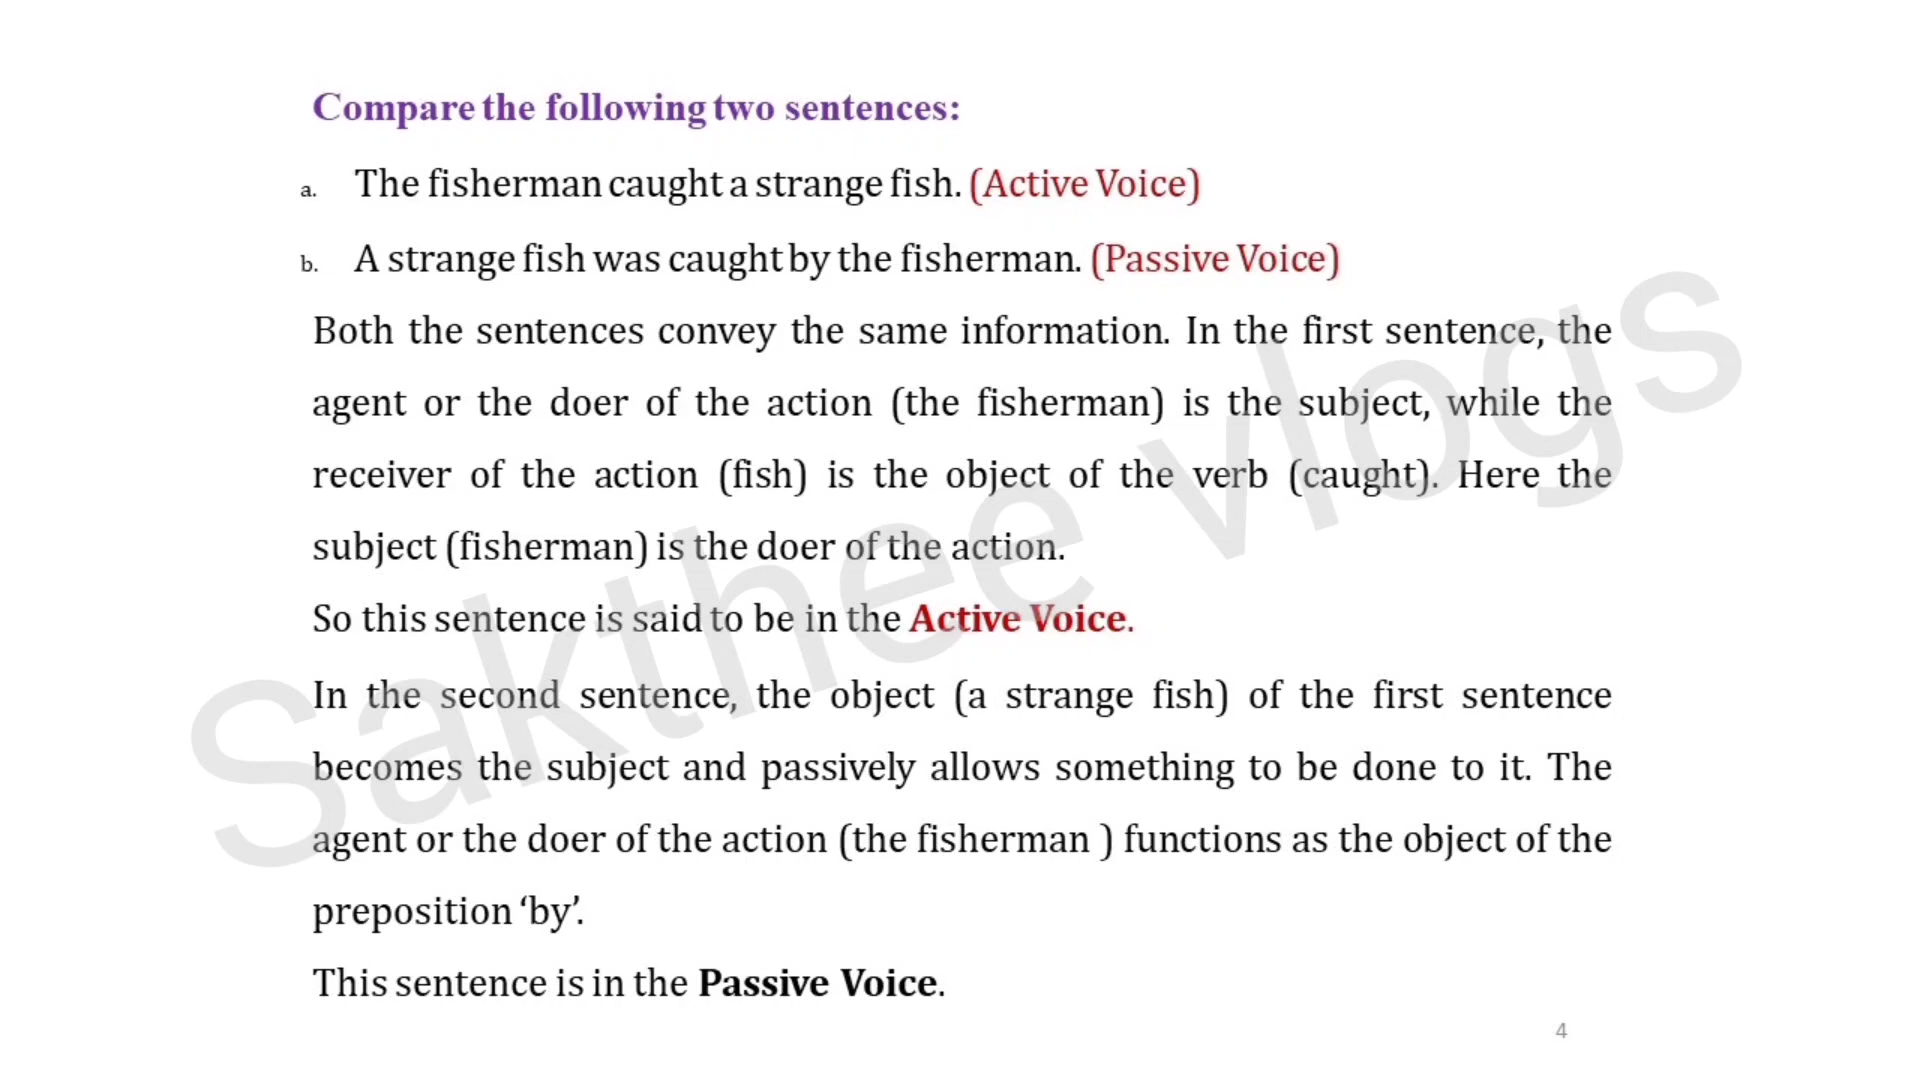 Compare the following two sentences:
a. The fisherman caught a strange fish. (Active Voice)
b. A strange fish was caught by the fisherman. (Passive Voice)
Both the sentences convey the same information. In the first sentence, the
agent or the doer of the action (the fisherman) is the subject, while the
receiver of the action (fish) is the object of the verb (caught). Here the
subject (fisherman) is the doer of the action.
So this sentence is said to be in the Active Voice.
In the second sentence, the object (a strange fish) of the first sentence
becomes the subject and passively allows something to be done to it. The
agent or the doer of the action (the fisherman ) functions as the object of the
preposition ‘by’.
This sentence is in the Passive Voice.
4
Sakthee vlogs